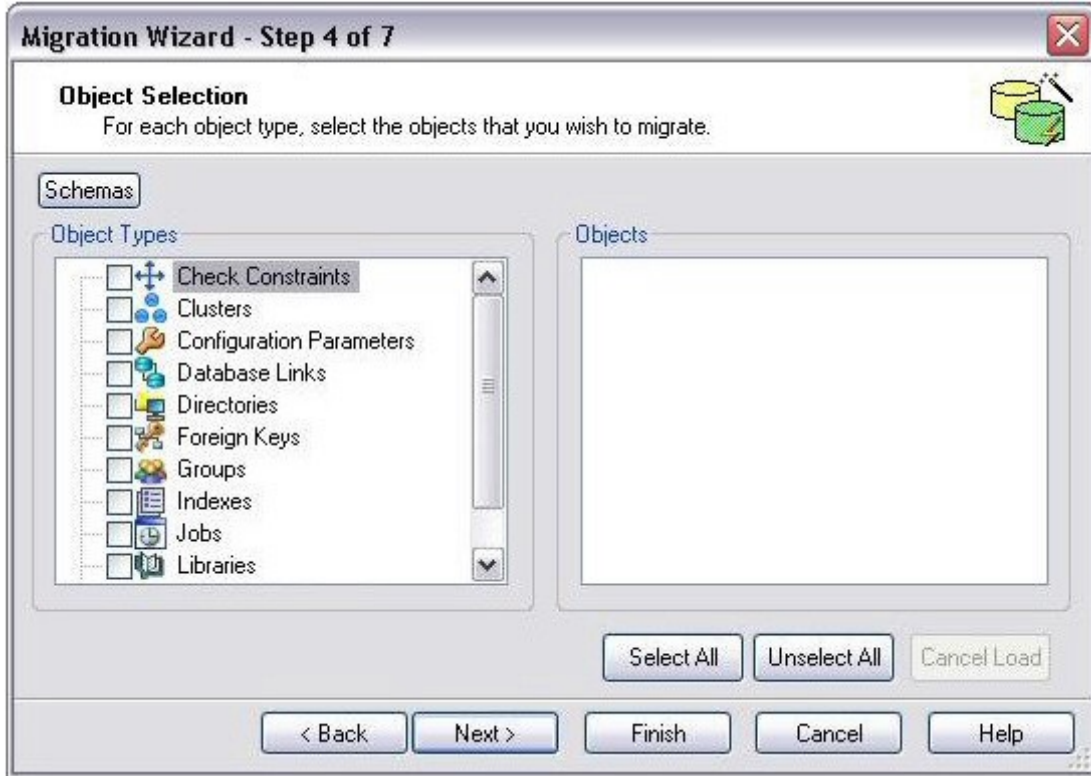 Migration Wizard - Step 4 of 7
Object Selection
For each object type, select the objects that you wish to migrate.
Schemas
Object Types
Check Constraints
Clusters
Configuration Parameters
Database Links
Directories
Foreign Keys
Groups
Indexes
Jobs
Libraries
Objects
Select All Unselect All Cancel Load
< Back Next > Finish Cancel Help